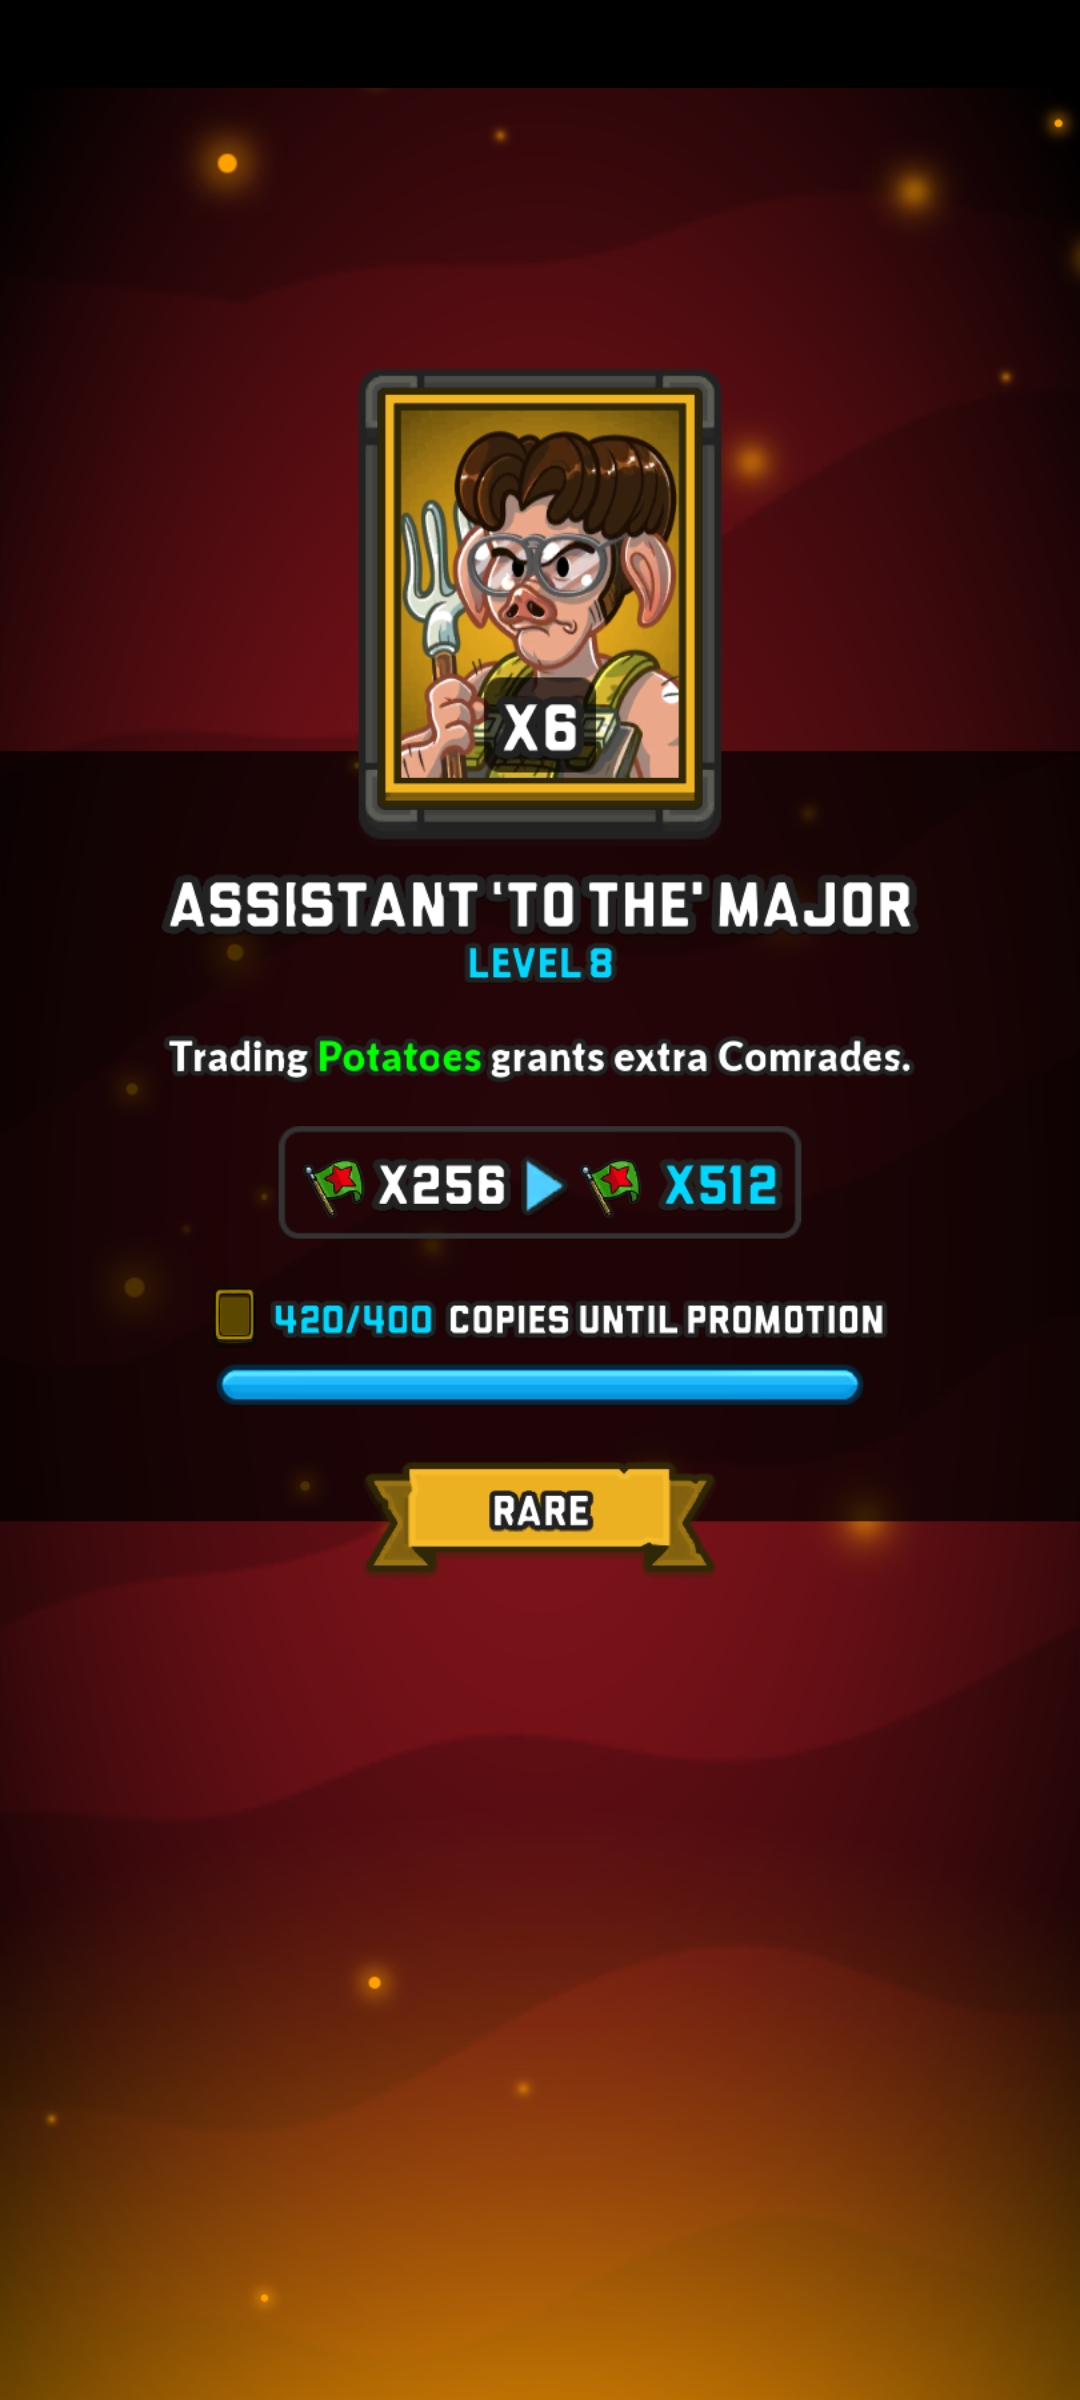 X6
ASSISTANT 'TO THE' MAJOR
LEVEL 8
Trading Potatoes grants extra Comrades.
X256 X512
420/400 COPIES UNTIL PROMOTION
RARE